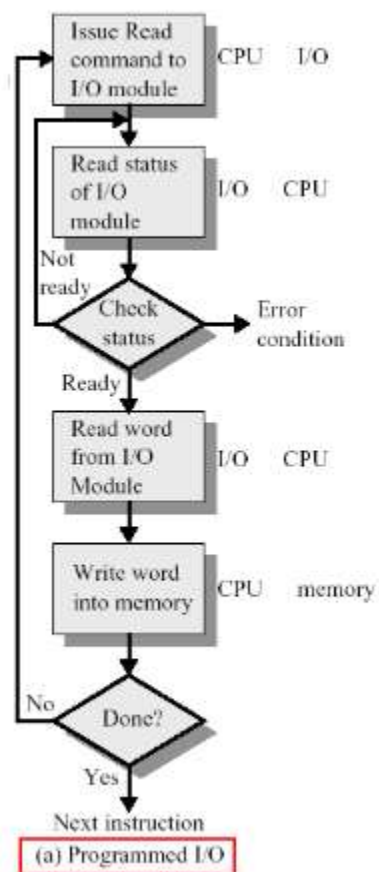 Issue Read
command to
I/O module
CPU I/O
Read status
of I/O
module
I/O CPU
Not
ready
Check
status
Error
condition
Ready
Read word
from I/O
Module
I/O CPU
Write word
into memory
CPU memory
No
Done?
Yes
Next instruction
(a) Programmed I/O